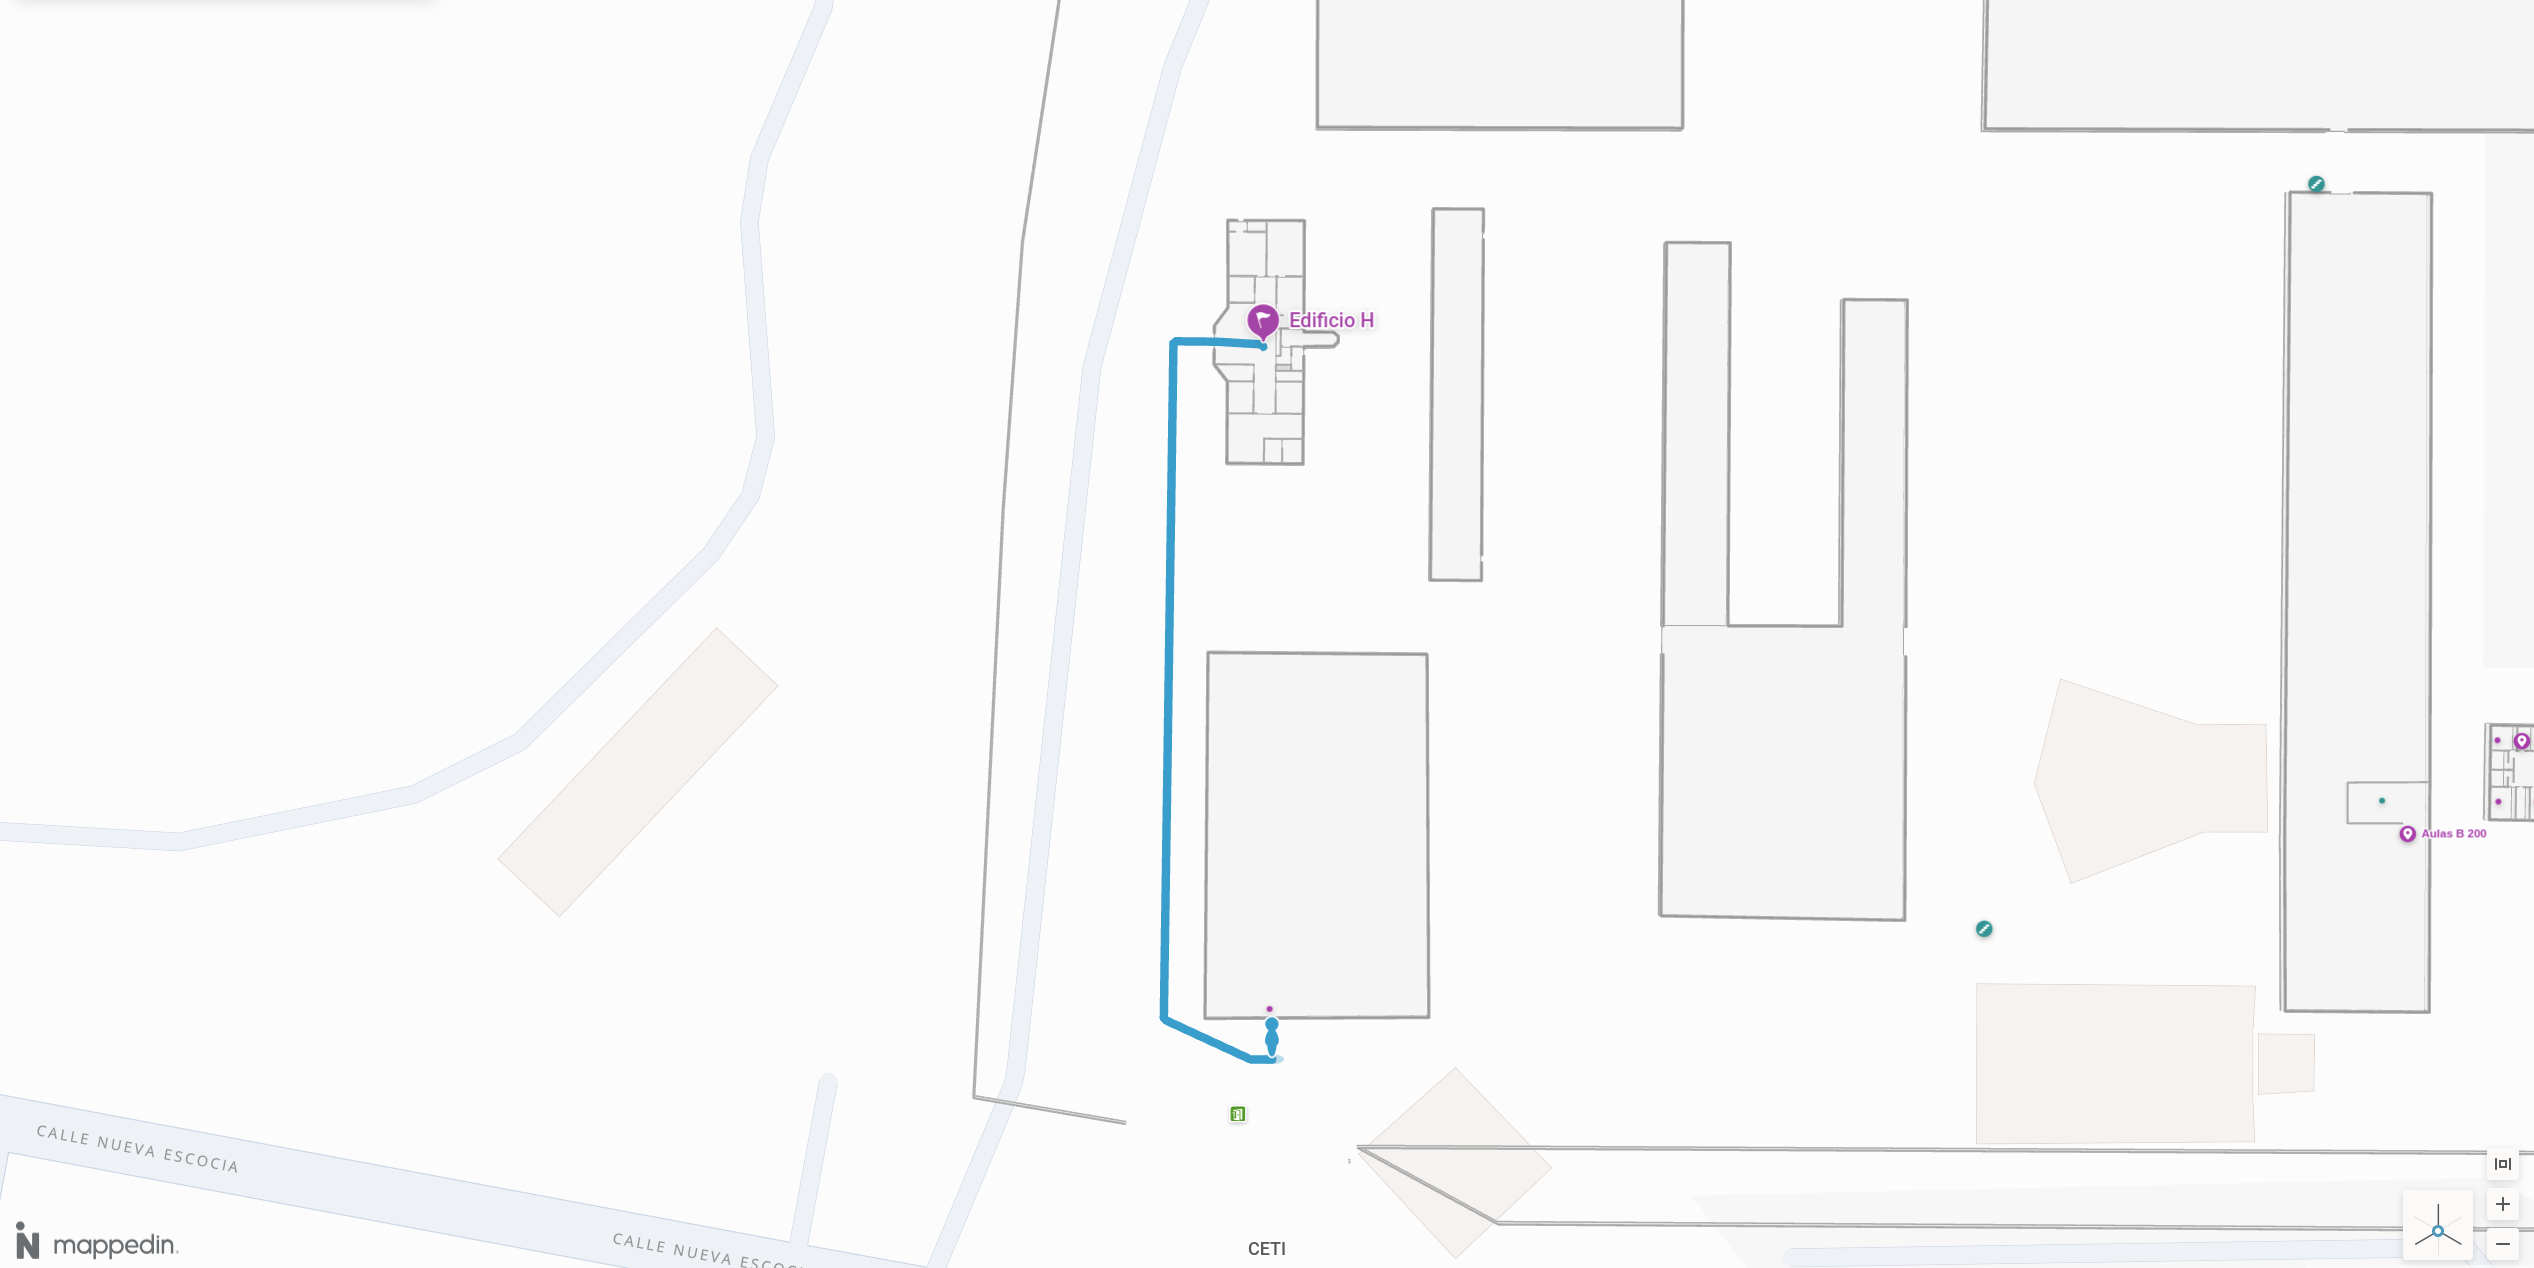 Edificio H
Aulas B 200
CALLE NUEVA ESCOCIA
CALLE NUEVA ESCOC
CETI
mappedin